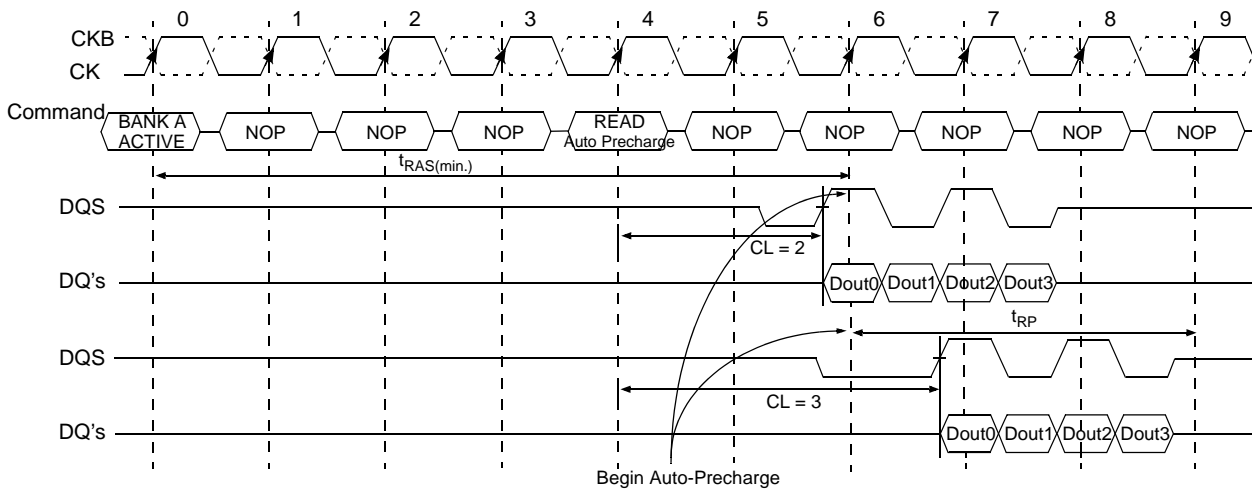 0 1 2 3 4 5 6 7 8 9
CKB
CK
Command
BANK A
ACTIVE
NOP NOP NOP
READ
Auto Precharge
NOP NOP NOP NOP NOP
tRAS(min.)
DQS
CL = 2
DQ's
Dout0 Dout1 Dout2 Dout3
tRP
DQS
CL = 3
DQ's
Dout0 Dout1 Dout2 Dout3
Begin Auto-Precharge